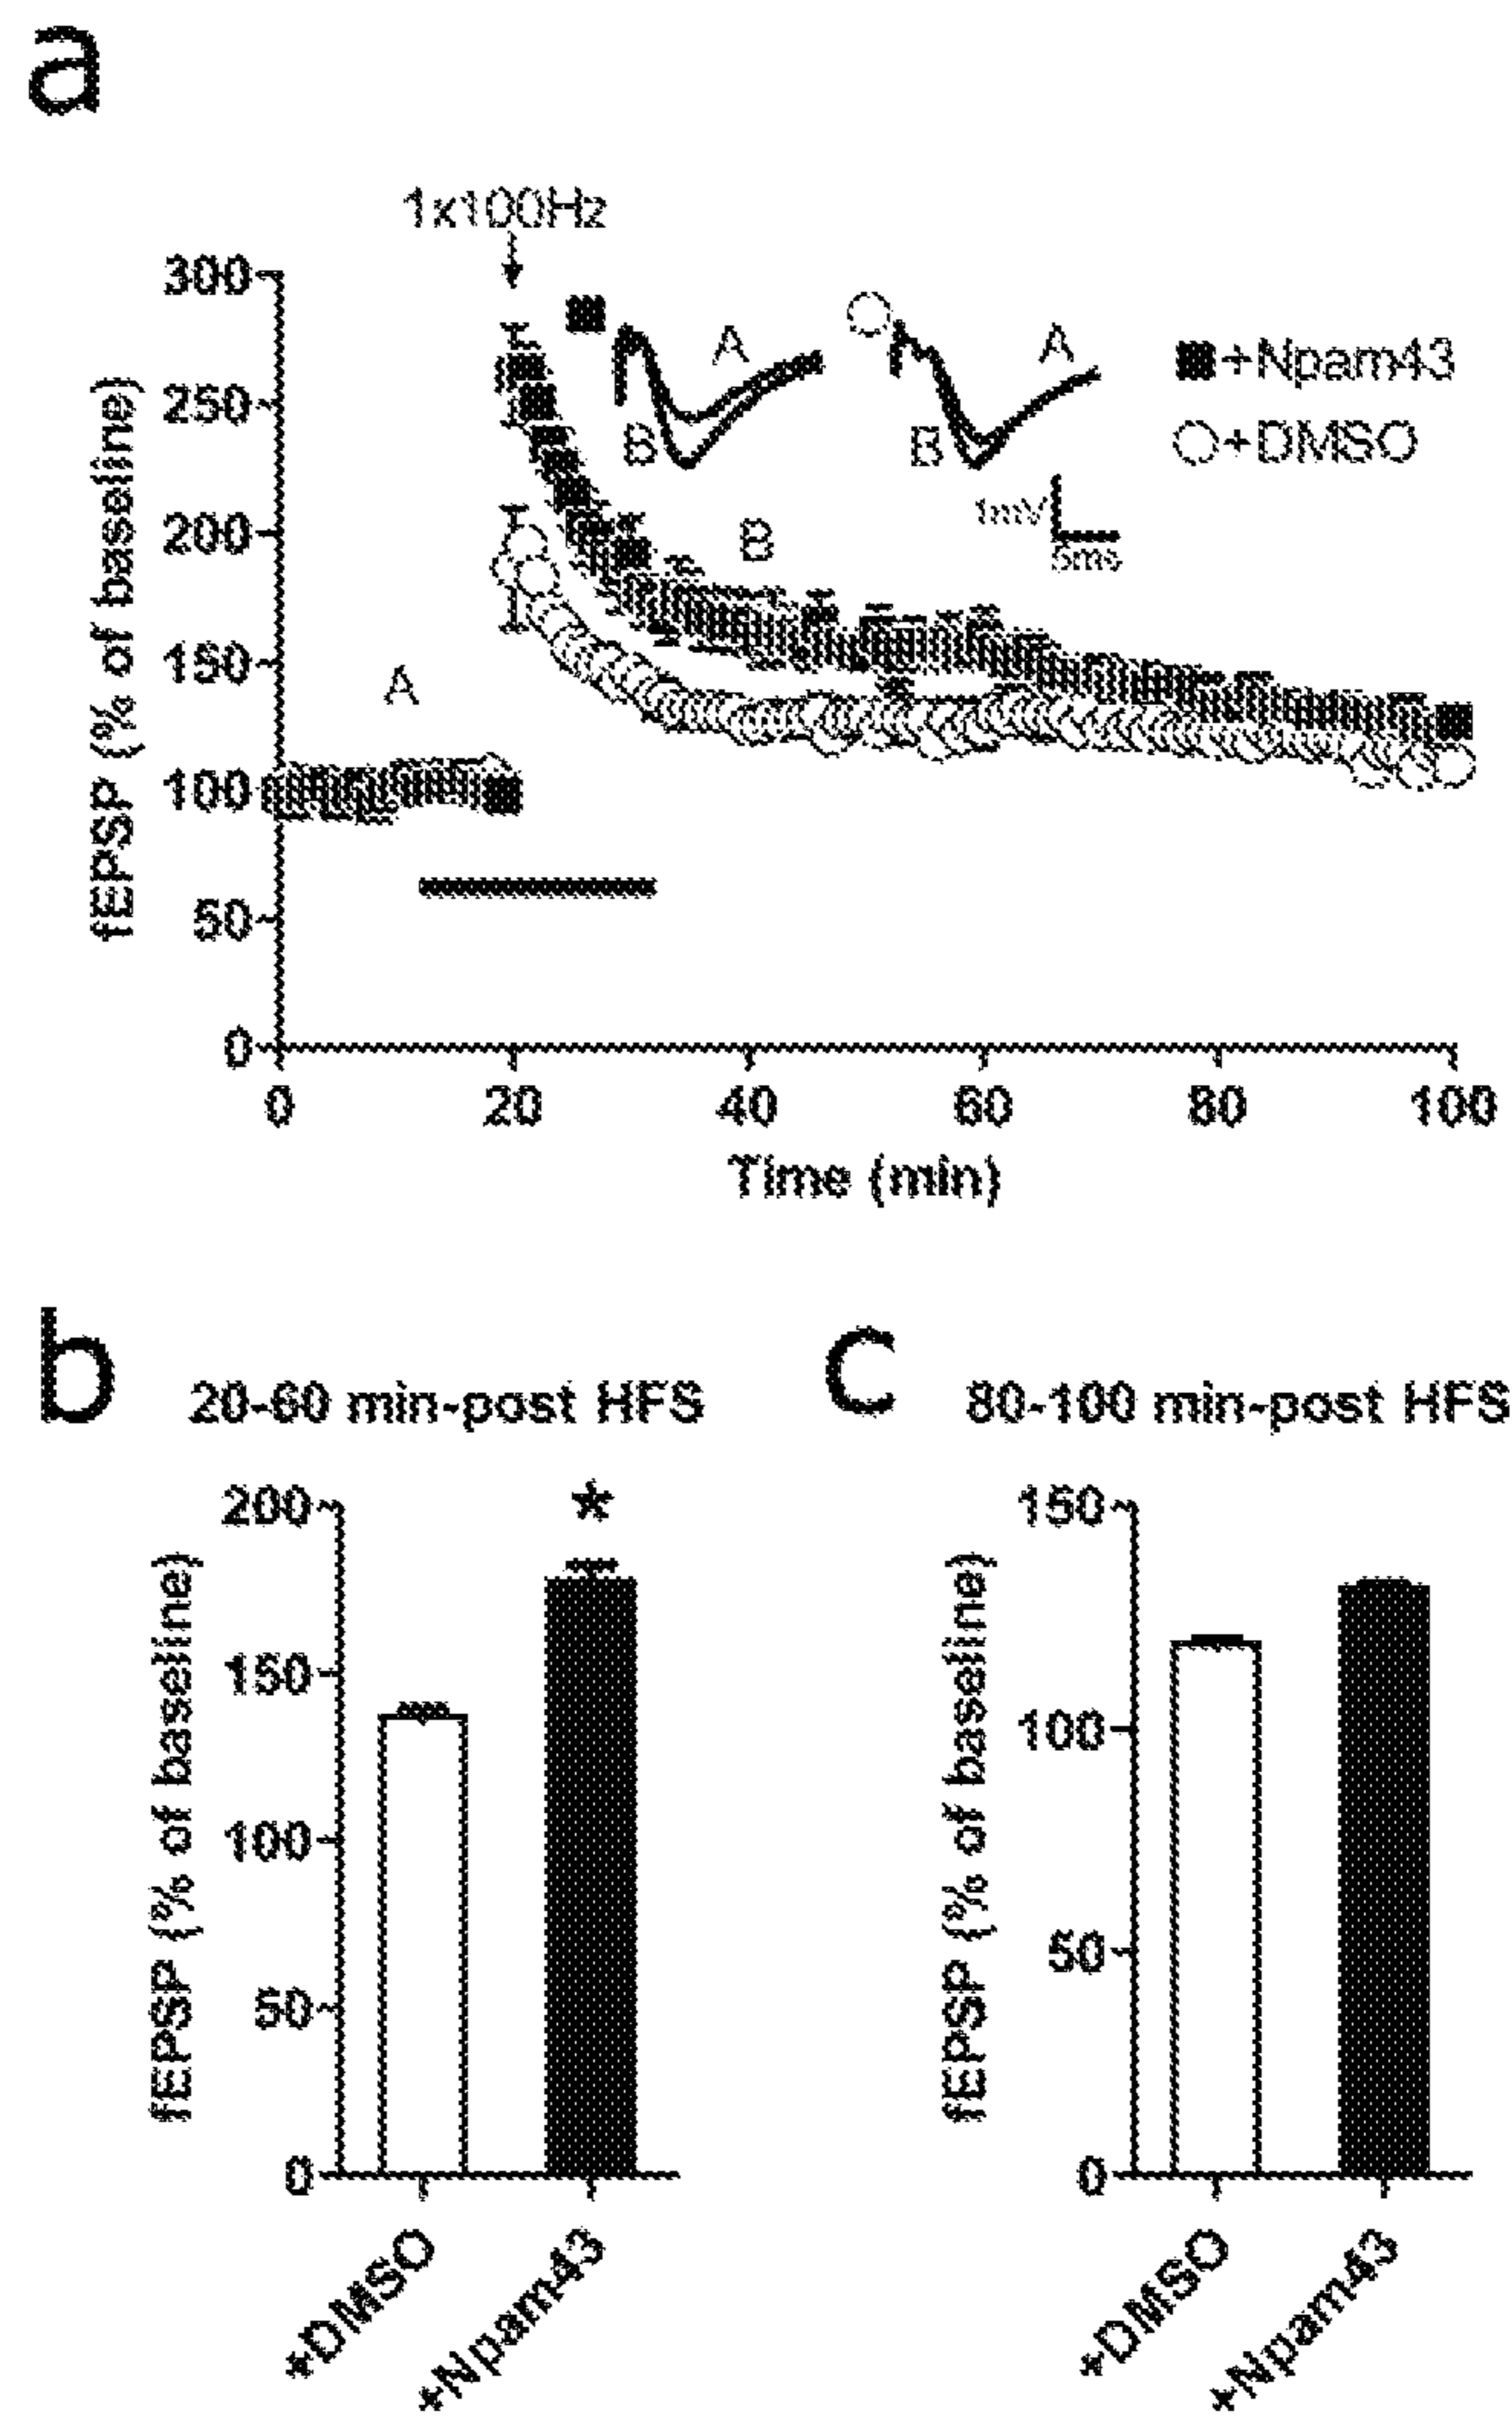 a
1x100Hz
300
250
200
150
100
50
0
fEPSP (% of baseline)
A
B
A
B
A
B
+Npam43
+DMSO
1mV
5ms
0 20 40 60 80 100
Time (min)
b 20-60 min-post HFS
200
150
100
50
0
fEPSP (% of baseline)
*
+DMSO
+Npam43
c 80-100 min-post HFS
150
100
50
0
fEPSP (% of baseline)
+DMSO
+Npam43